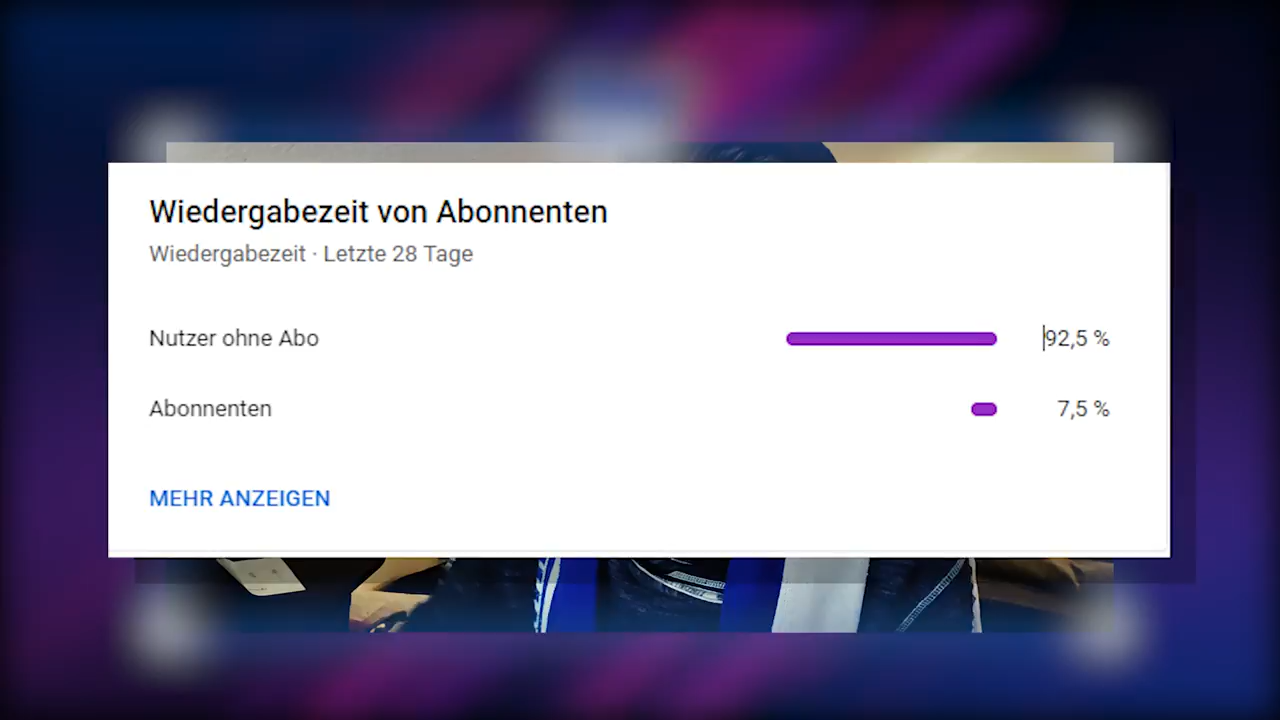 Wiedergabezeit von Abonnenten
Wiedergabezeit · Letzte 28 Tage
Nutzer ohne Abo 92,5 %
Abonnenten 7,5 %
MEHR ANZEIGEN